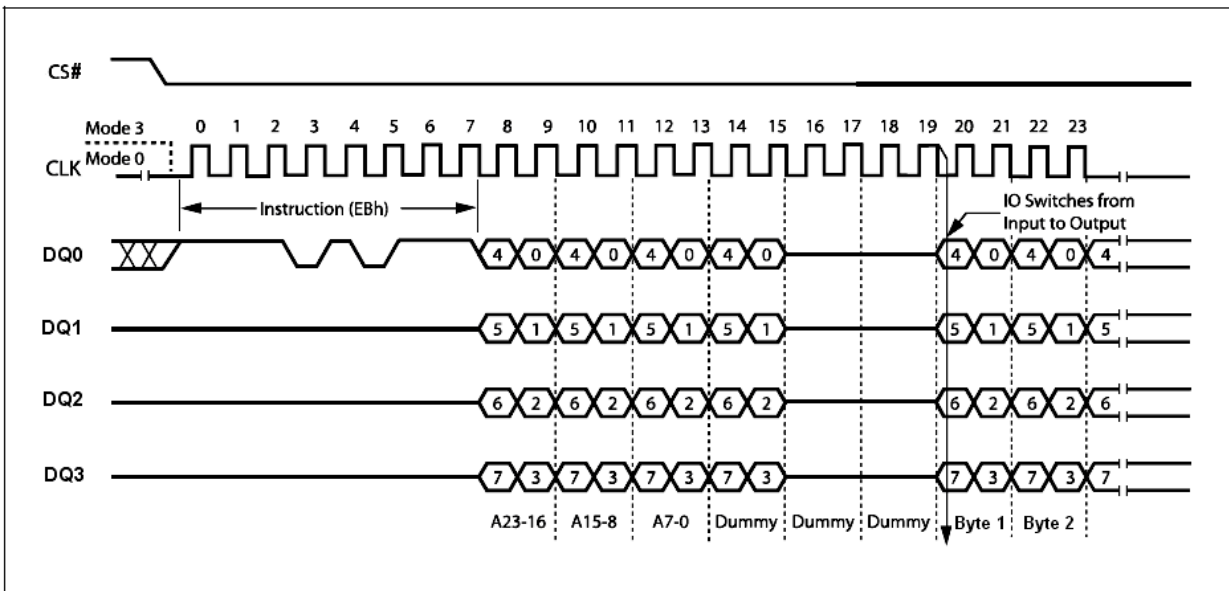 CS#
Mode 3
0 1 2 3 4 5 6 7 8 9 10 11 12 13 14 15 16 17 18 19 20 21 22 23
CLK
Mode 0
Instruction (EBh)
IO Switches from
Input to Output
DQ0
4 0 4 0 4 0 4 0 4 0 4 0 4
DQ1
5 1 5 1 5 1 5 1 5 1 5 1 5
DQ2
6 2 6 2 6 2 6 2 6 2 6 2 6
DQ3
7 3 7 3 7 3 7 3 7 3 7 3 7
A23-16 A15-8 A7-0 Dummy Dummy Dummy Byte 1 Byte 2